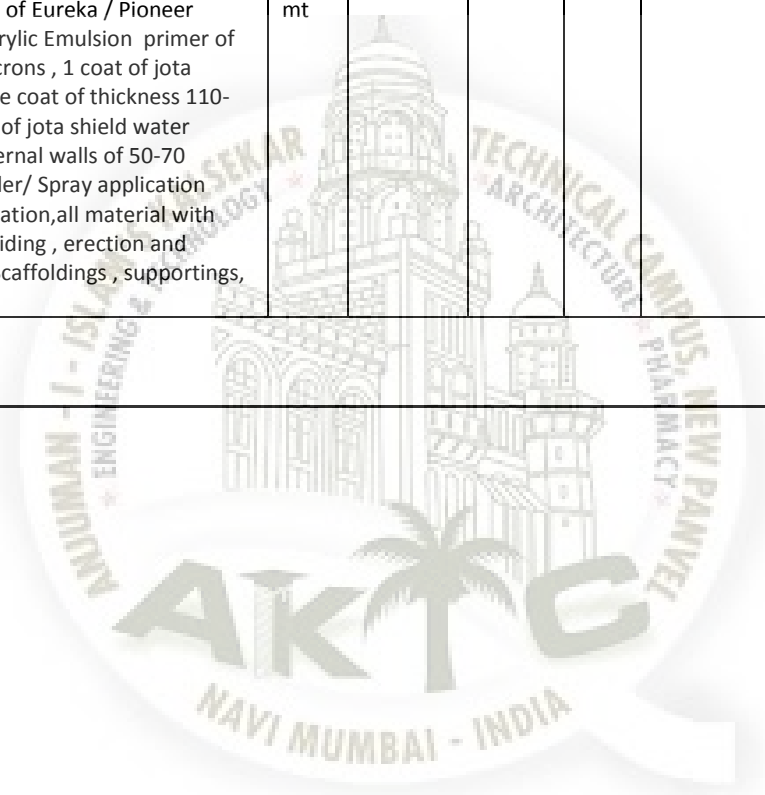 of Eureka / Pioneer mt
rylic Emulsion primer of
crons , 1 coat of jota
e coat of thickness 110-
of jota shield water
ernal walls of 50-70
ler/ Spray application
ation,all material with
iding , erection and
caffoldings , supportings,
ANJUMAN - I - ISLAM'S KALSEKAR TECHNICAL CAMPUS, NEW PANVEL
ENGINEERING & TECHNOLOGY * ARCHITECTURE * PHARMACY *
AKTC
NAVI MUMBAI - INDIA